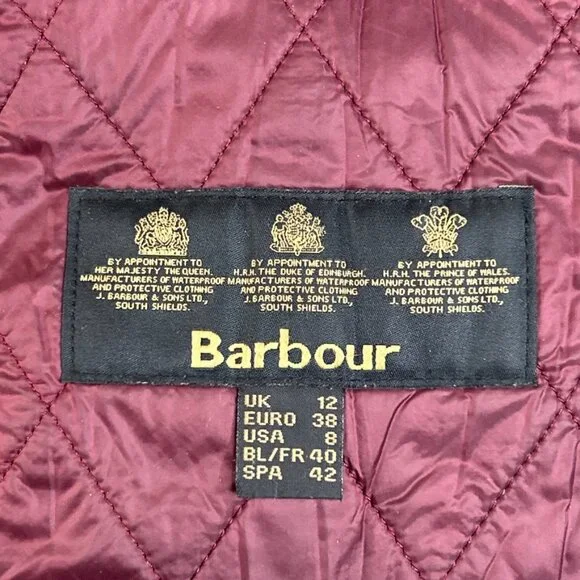 BY APPOINTMENT TO
HER MAJESTY THE QUEEN.
MANUFACTURERS OF WATERPROOF
AND PROTECTIVE CLOTHING
J. BARBOUR & SONS LTD.,
SOUTH SHIELDS.
BY APPOINTMENT TO
H.R.H. THE DUKE OF EDINBURGH.
MANUFACTURERS OF WATERPROOF
AND PROTECTIVE CLOTHING
J. BARBOUR & SONS LTD.,
SOUTH SHIELDS.
BY APPOINTMENT TO
H.R.H. THE PRINCE OF WALES.
MANUFACTURERS OF WATERPROOF
AND PROTECTIVE CLOTHING
J. BARBOUR & SONS LTD.,
SOUTH SHIELDS.
Barbour
UK 12
EURO 38
USA 8
BL/FR 40
SPA 42